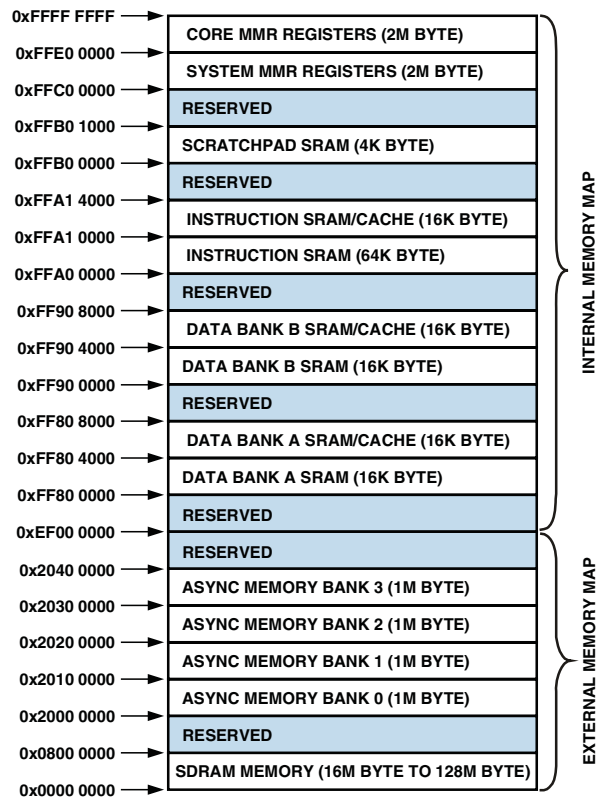 0xFFFF FFFF
CORE MMR REGISTERS (2M BYTE)
0xFFE0 0000
SYSTEM MMR REGISTERS (2M BYTE)
0xFFC0 0000
RESERVED
0xFFB0 1000
SCRATCHPAD SRAM (4K BYTE)
0xFFB0 0000
RESERVED
0xFFA1 4000
INSTRUCTION SRAM/CACHE (16K BYTE)
0xFFA1 0000
INSTRUCTION SRAM (64K BYTE)
0xFFA0 0000
RESERVED
0xFF90 8000
DATA BANK B SRAM/CACHE (16K BYTE)
0xFF90 4000
DATA BANK B SRAM (16K BYTE)
0xFF90 0000
RESERVED
0xFF80 8000
DATA BANK A SRAM/CACHE (16K BYTE)
0xFF80 4000
DATA BANK A SRAM (16K BYTE)
0xFF80 0000
RESERVED
0xEF00 0000
RESERVED
0x2040 0000
ASYNC MEMORY BANK 3 (1M BYTE)
0x2030 0000
ASYNC MEMORY BANK 2 (1M BYTE)
0x2020 0000
ASYNC MEMORY BANK 1 (1M BYTE)
0x2010 0000
ASYNC MEMORY BANK 0 (1M BYTE)
0x2000 0000
RESERVED
0x0800 0000
SDRAM MEMORY (16M BYTE TO 128M BYTE)
0x0000 0000
INTERNAL MEMORY MAP
EXTERNAL MEMORY MAP